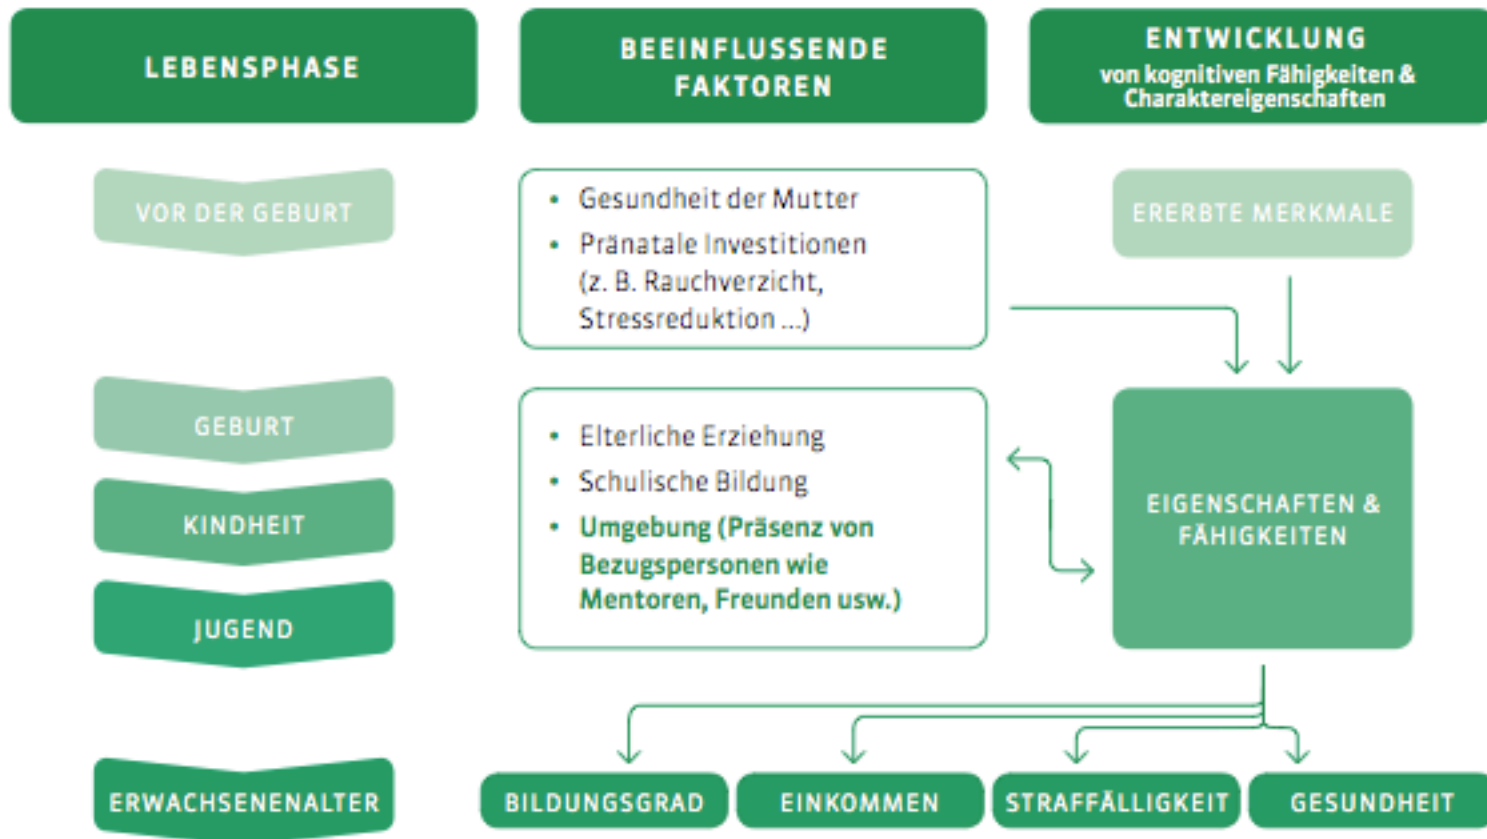 LEBENSPHASE
BEEINFLUSSENDE
FAKTOREN
ENTWICKLUNG
von kognitiven Fähigkeiten &
Charaktereigenschaften
VOR DER GEBURT
• Gesundheit der Mutter
• Pränatale Investitionen
(z. B. Rauchverzicht,
Stressreduktion ...)
ERERBTE MERKMALE
GEBURT
KINDHEIT
JUGEND
• Elterliche Erziehung
• Schulische Bildung
• Umgebung (Präsenz von
Bezugspersonen wie
Mentoren, Freunden usw.)
EIGENSCHAFTEN &
FÄHIGKEITEN
ERWACHSENENALTER
BILDUNGSGRAD
EINKOMMEN
STRAFFÄLLIGKEIT
GESUNDHEIT